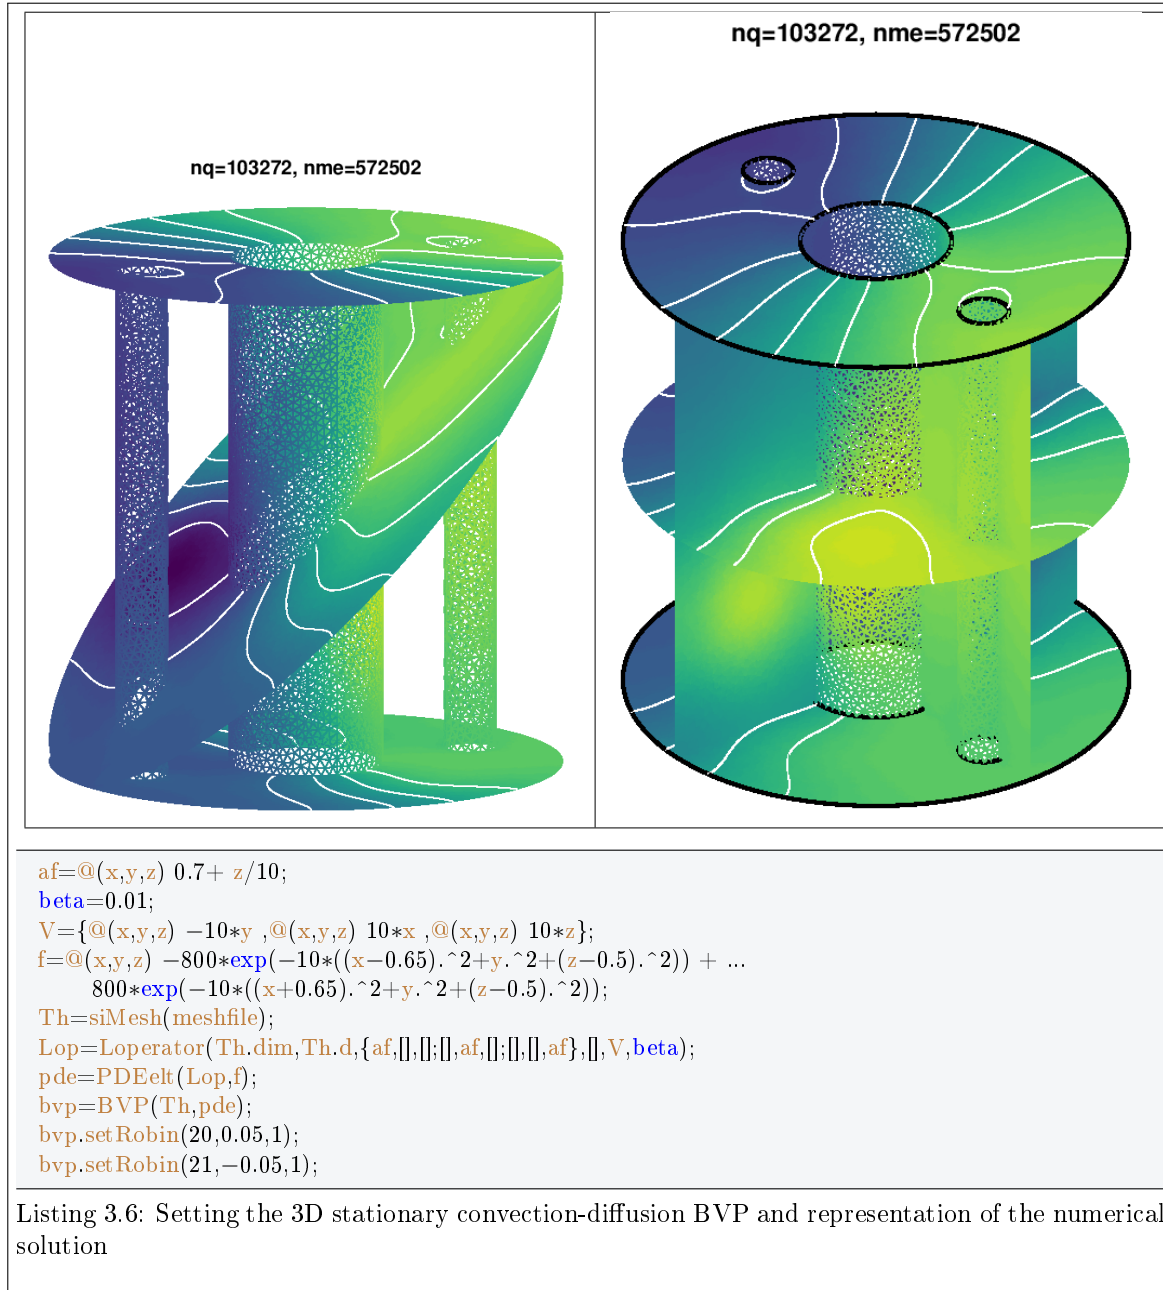 nq=103272, nme=572502
nq=103272, nme=572502
af=@(x,y,z) 0.7+ z/10;
beta=0.01;
V={@(x,y,z) −10*y ,@(x,y,z) 10*x ,@(x,y,z) 10*z};
f=@(x,y,z) −800*exp(−10*((x−0.65).^2+y.^2+(z−0.5).^2)) + ...
800*exp(−10*((x+0.65).^2+y.^2+(z−0.5).^2));
Th=siMesh(meshfile);
Lop=Loperator(Th.dim,Th.d,{af,[],[];[],af,[];[],[],af},[],V,beta);
pde=PDEelt(Lop,f);
bvp=BVP(Th,pde);
bvp.setRobin(20,0.05,1);
bvp.setRobin(21,−0.05,1);
Listing 3.6: Setting the 3D stationary convection-diffusion BVP and representation of the numerical
solution